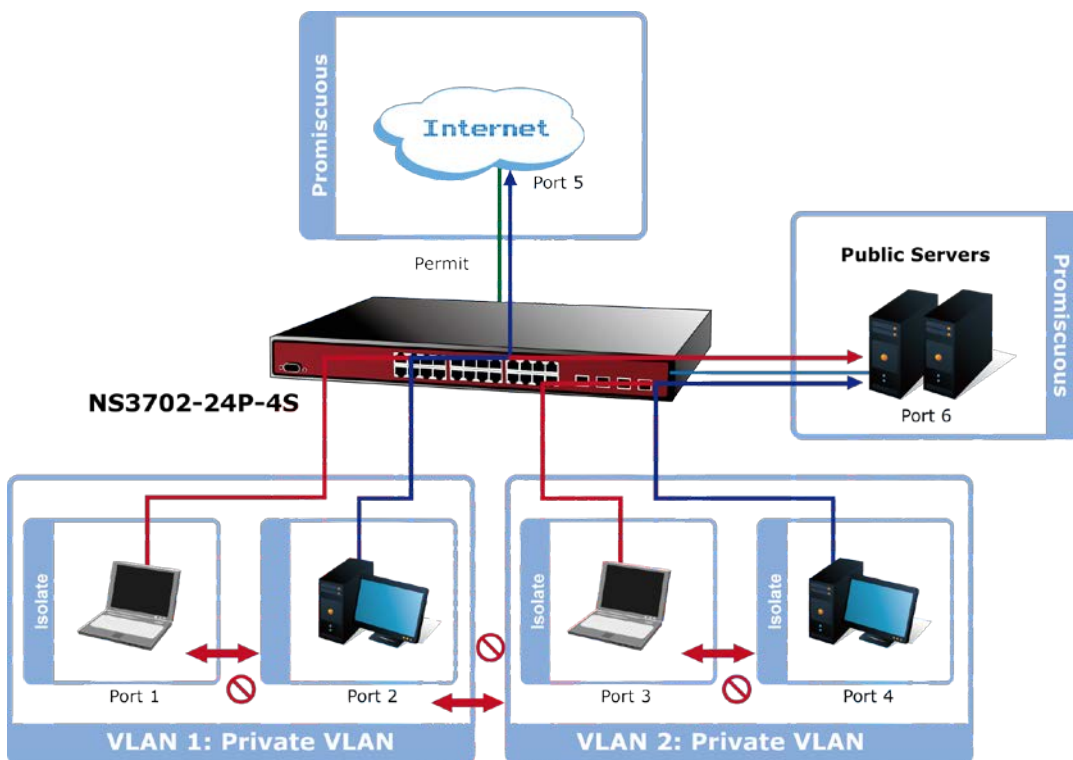 Promiscuous
Internet
Port 5
Permit
Public Servers
Promiscuous
Port 6
NS3702-24P-4S
Isolate
Port 1
Isolate
Port 2
Isolate
Port 3
Isolate
Port 4
VLAN 1: Private VLAN
VLAN 2: Private VLAN